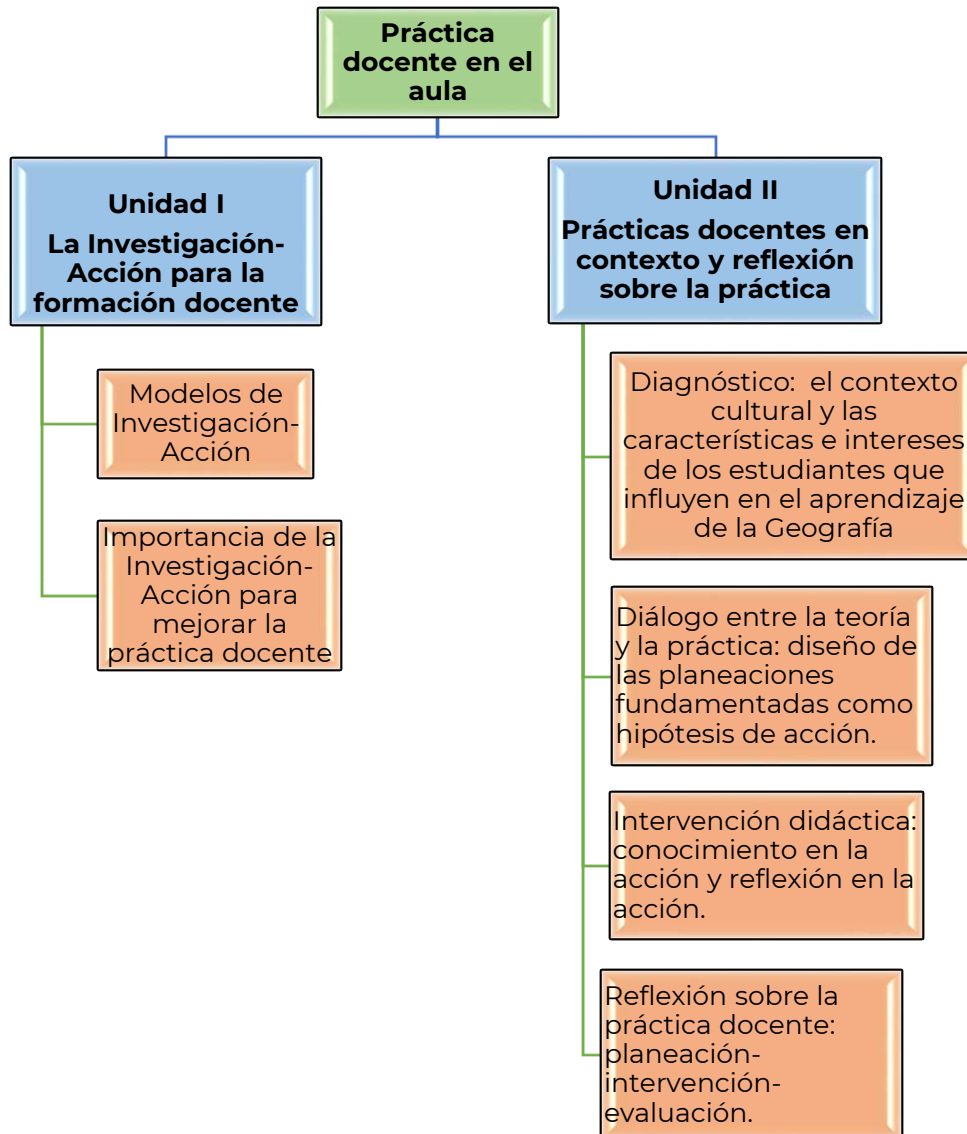 Práctica
docente en el
aula
Unidad I
La Investigación-
Acción para la
formación docente
Modelos de
Investigación-
Acción
Importancia de la
Investigación-
Acción para
mejorar la
práctica docente
Unidad II
Prácticas docentes en
contexto y reflexión
sobre la práctica
Diagnóstico: el contexto
cultural y las
características e intereses
de los estudiantes que
influyen en el aprendizaje
de la Geografía
Diálogo entre la teoría
y la práctica: diseño de
las planeaciones
fundamentadas como
hipótesis de acción.
Intervención didáctica:
conocimiento en la
acción y reflexión en la
acción.
Reflexión sobre la
práctica docente:
planeación-
intervención-
evaluación.